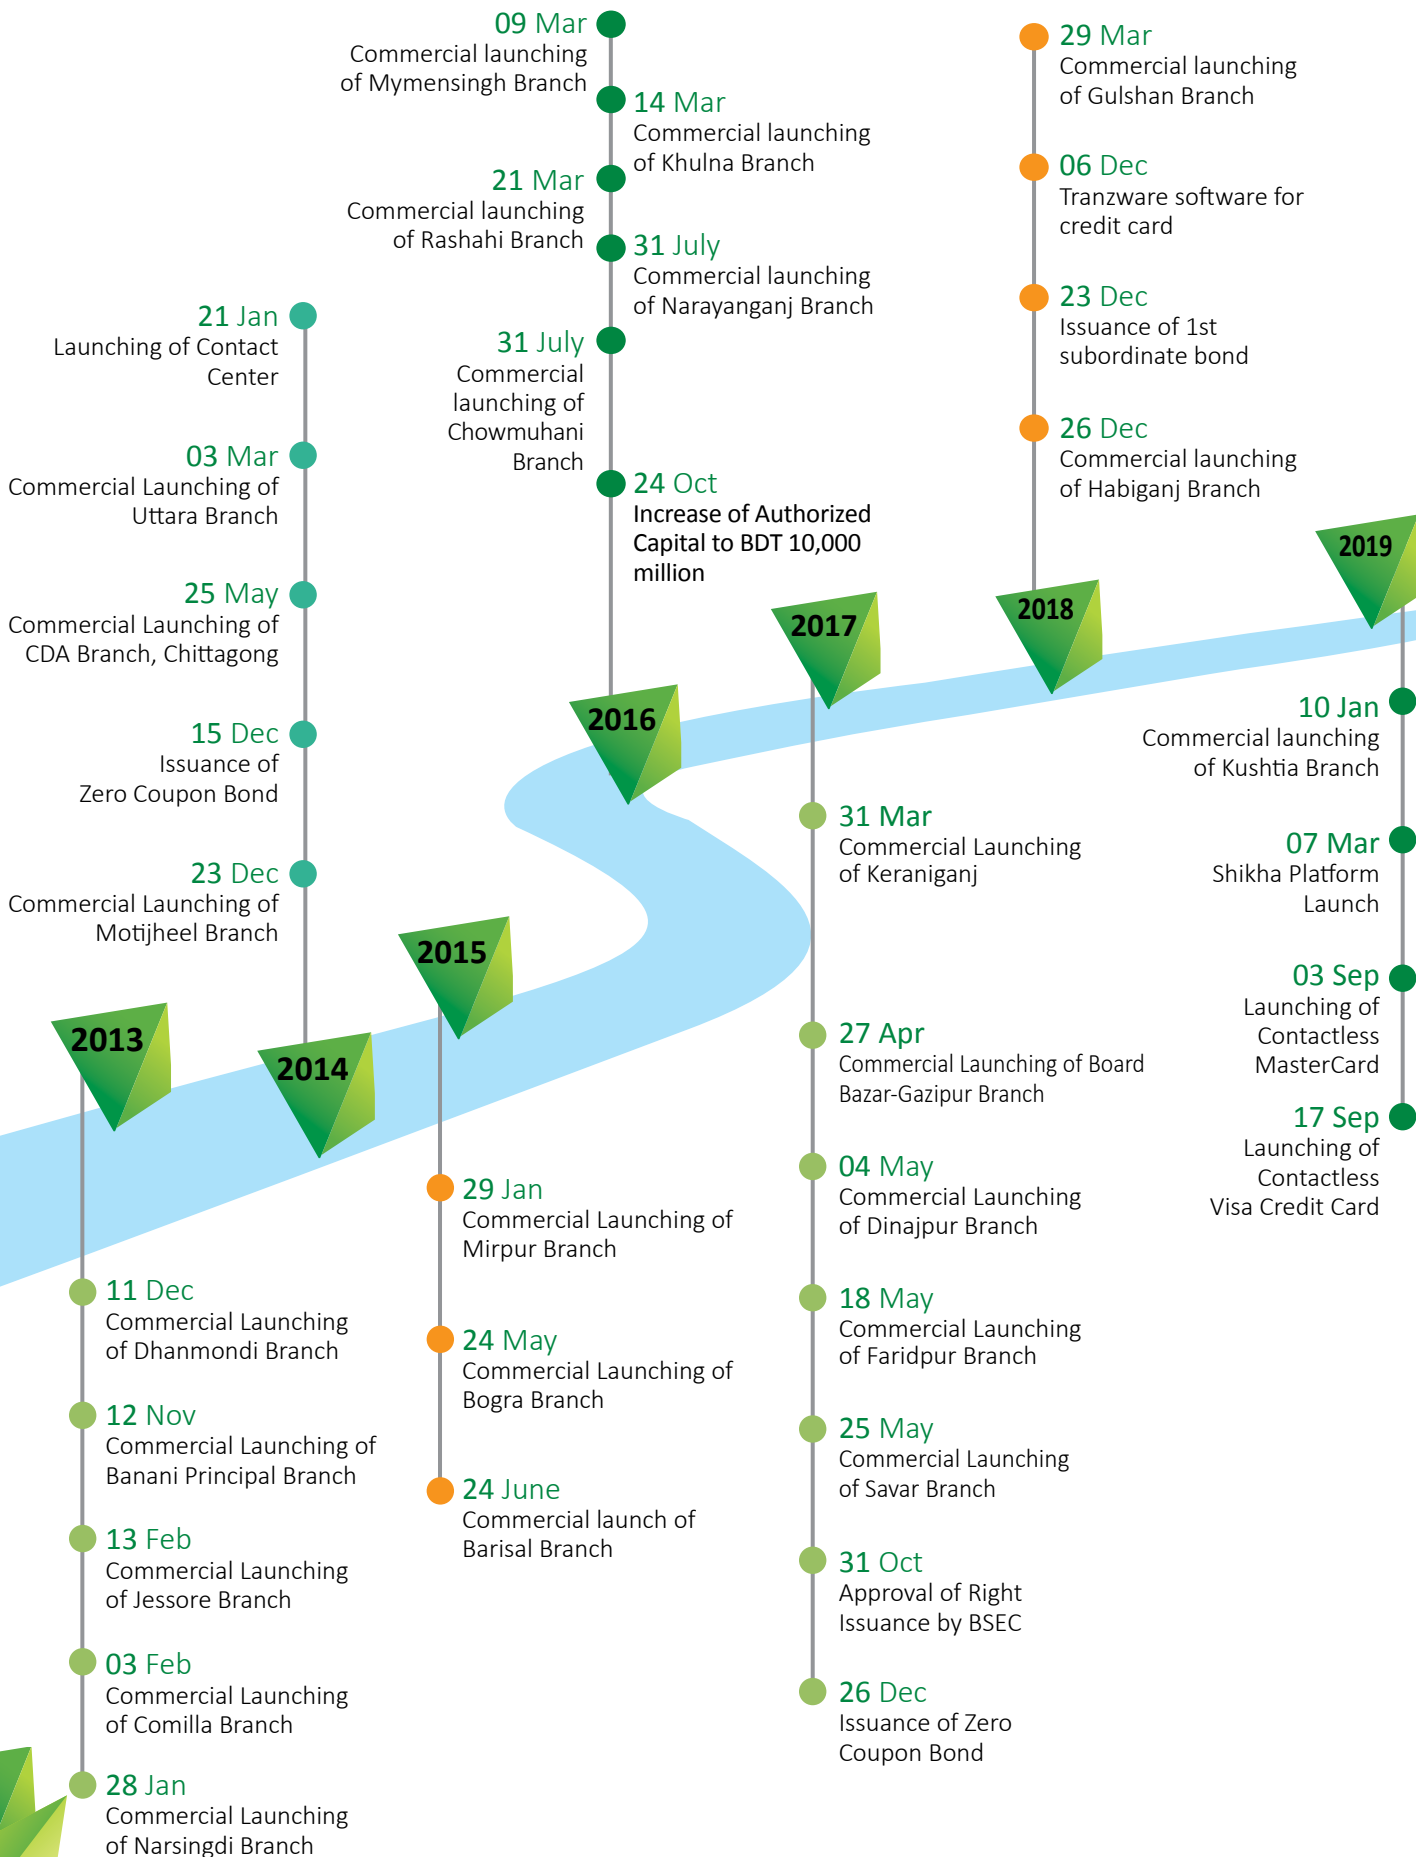 2013
11 Dec
Commercial Launching
of Dhanmondi Branch
12 Nov
Commercial Launching of
Banani Principal Branch
13 Feb
Commercial Launching
of Jessore Branch
03 Feb
Commercial Launching
of Comilla Branch
28 Jan
Commercial Launching
of Narsingdi Branch
21 Jan
Launching of Contact
Center
03 Mar
Commercial Launching of
Uttara Branch
25 May
Commercial Launching of
CDA Branch, Chittagong
15 Dec
Issuance of
Zero Coupon Bond
23 Dec
Commercial Launching of
Motijheel Branch
2014
2015
29 Jan
Commercial Launching of
Mirpur Branch
24 May
Commercial Launching of
Bogra Branch
24 June
Commercial launch of
Barisal Branch
09 Mar
Commercial launching
of Mymensingh Branch
14 Mar
Commercial launching
of Khulna Branch
21 Mar
Commercial launching
of Rashahi Branch
31 July
Commercial launching
of Narayanganj Branch
31 July
Commercial
launching of
Chowmuhani
Branch
24 Oct
Increase of Authorized
Capital to BDT 10,000
million
2016
2017
31 Mar
Commercial Launching
of Keraniganj
27 Apr
Commercial Launching of Board
Bazar-Gazipur Branch
04 May
Commercial Launching
of Dinajpur Branch
18 May
Commercial Launching
of Faridpur Branch
25 May
Commercial Launching
of Savar Branch
31 Oct
Approval of Right
Issuance by BSEC
26 Dec
Issuance of Zero
Coupon Bond
29 Mar
Commercial launching
of Gulshan Branch
06 Dec
Tranzware software for
credit card
23 Dec
Issuance of 1st
subordinate bond
26 Dec
Commercial launching
of Habiganj Branch
2018
2019
10 Jan
Commercial launching
of Kushtia Branch
07 Mar
Shikha Platform
Launch
03 Sep
Launching of
Contactless
MasterCard
17 Sep
Launching of
Contactless
Visa Credit Card